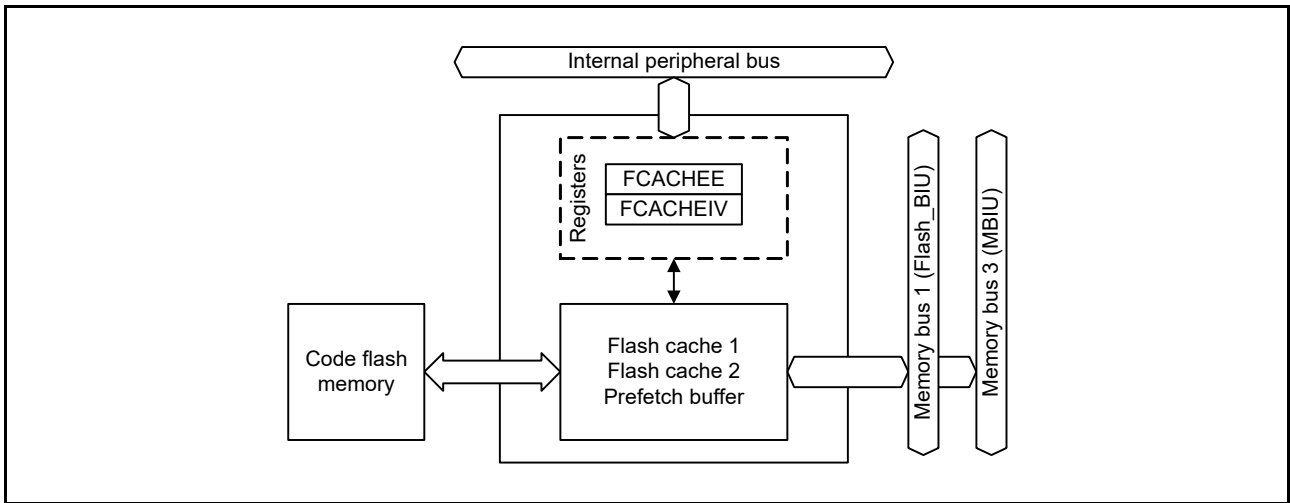 Internal peripheral bus
Registers
FCACHEE
FCACHEIV
Code flash
memory
Flash cache 1
Flash cache 2
Prefetch buffer
Memory bus 1 (Flash_BIU)
Memory bus 3 (MBIU)